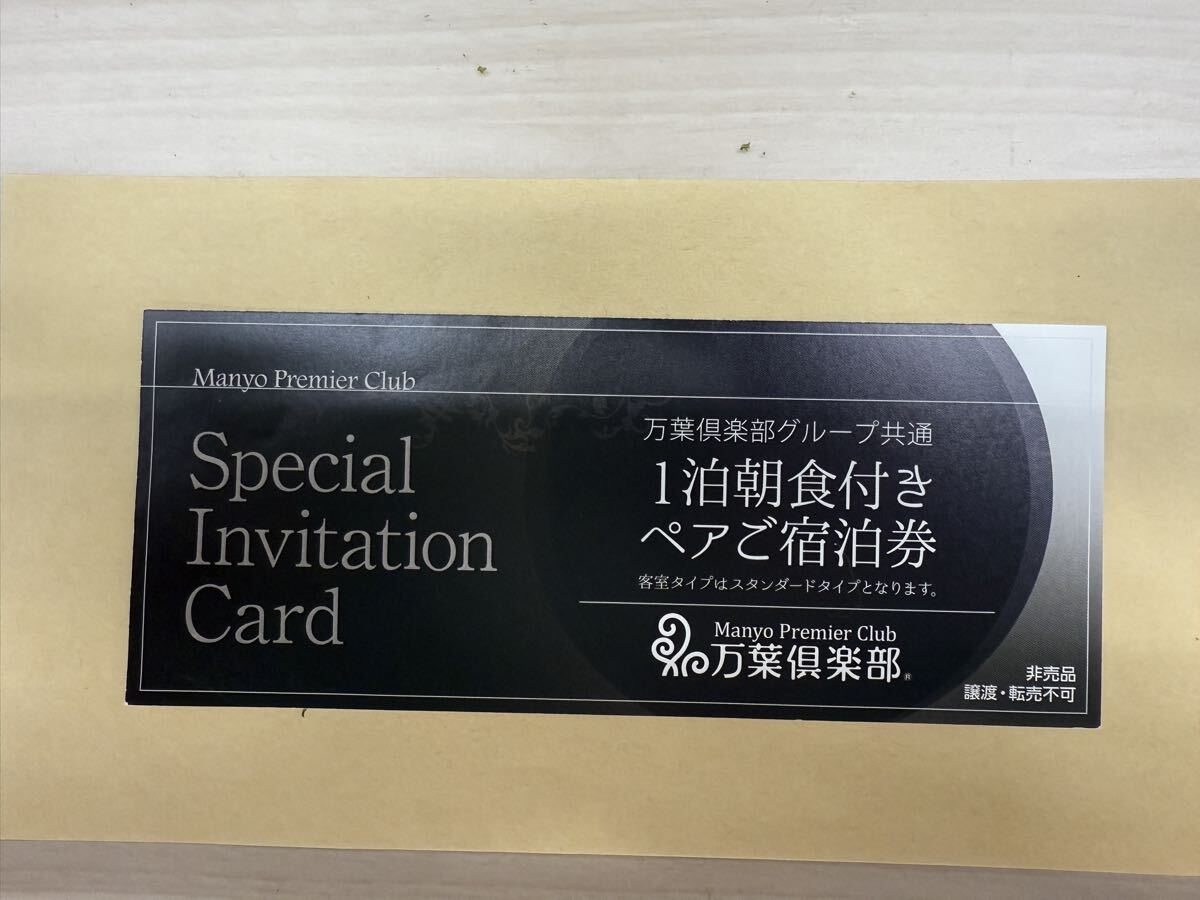 Manyo Premier Club
Special
Invitation
Card
万葉倶楽部グループ共通
1泊朝食付き
ペアご宿泊券
客室タイプはスタンダードタイプとなります。
Manyo Premier Club
万葉倶楽部®
非売品
譲渡・転売不可